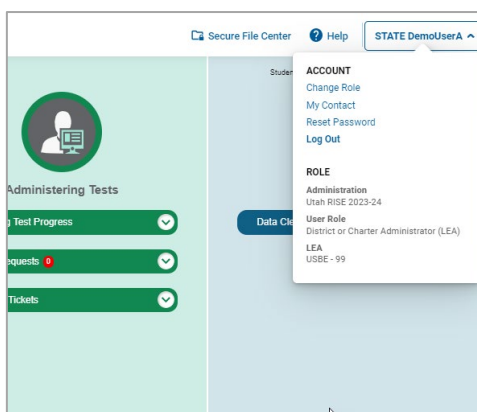 Secure File Center
Help
STATE DemoUserA
Studen
ACCOUNT
Change Role
My Contact
Reset Password
Log Out
ROLE
Administration
Utah RISE 2023-24
User Role
District or Charter Administrator (LEA)
LEA
USBE - 99
Administering Tests
Test Progress
equests 0
Tickets
Data Cle